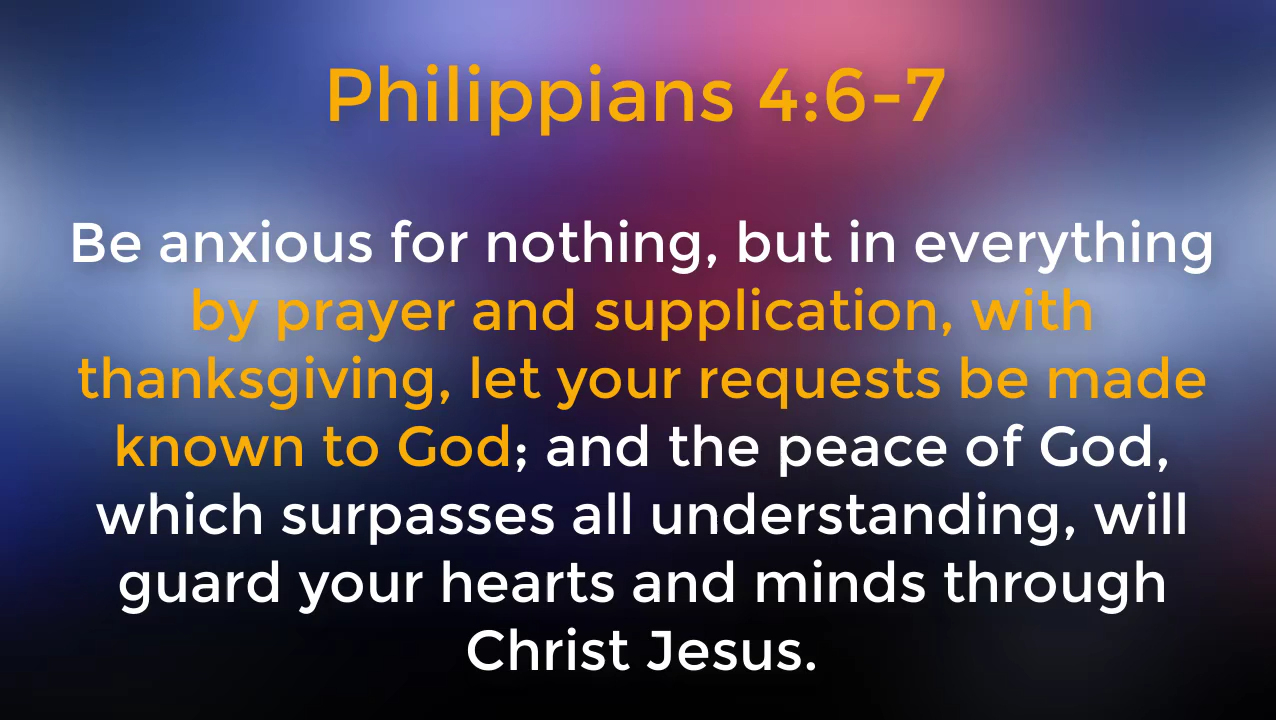 Philippians 4:6-7
Be anxious for nothing, but in everything
by prayer and supplication, with
thanksgiving, let your requests be made
known to God; and the peace of God,
which surpasses all understanding, will
guard your hearts and minds through
Christ Jesus.